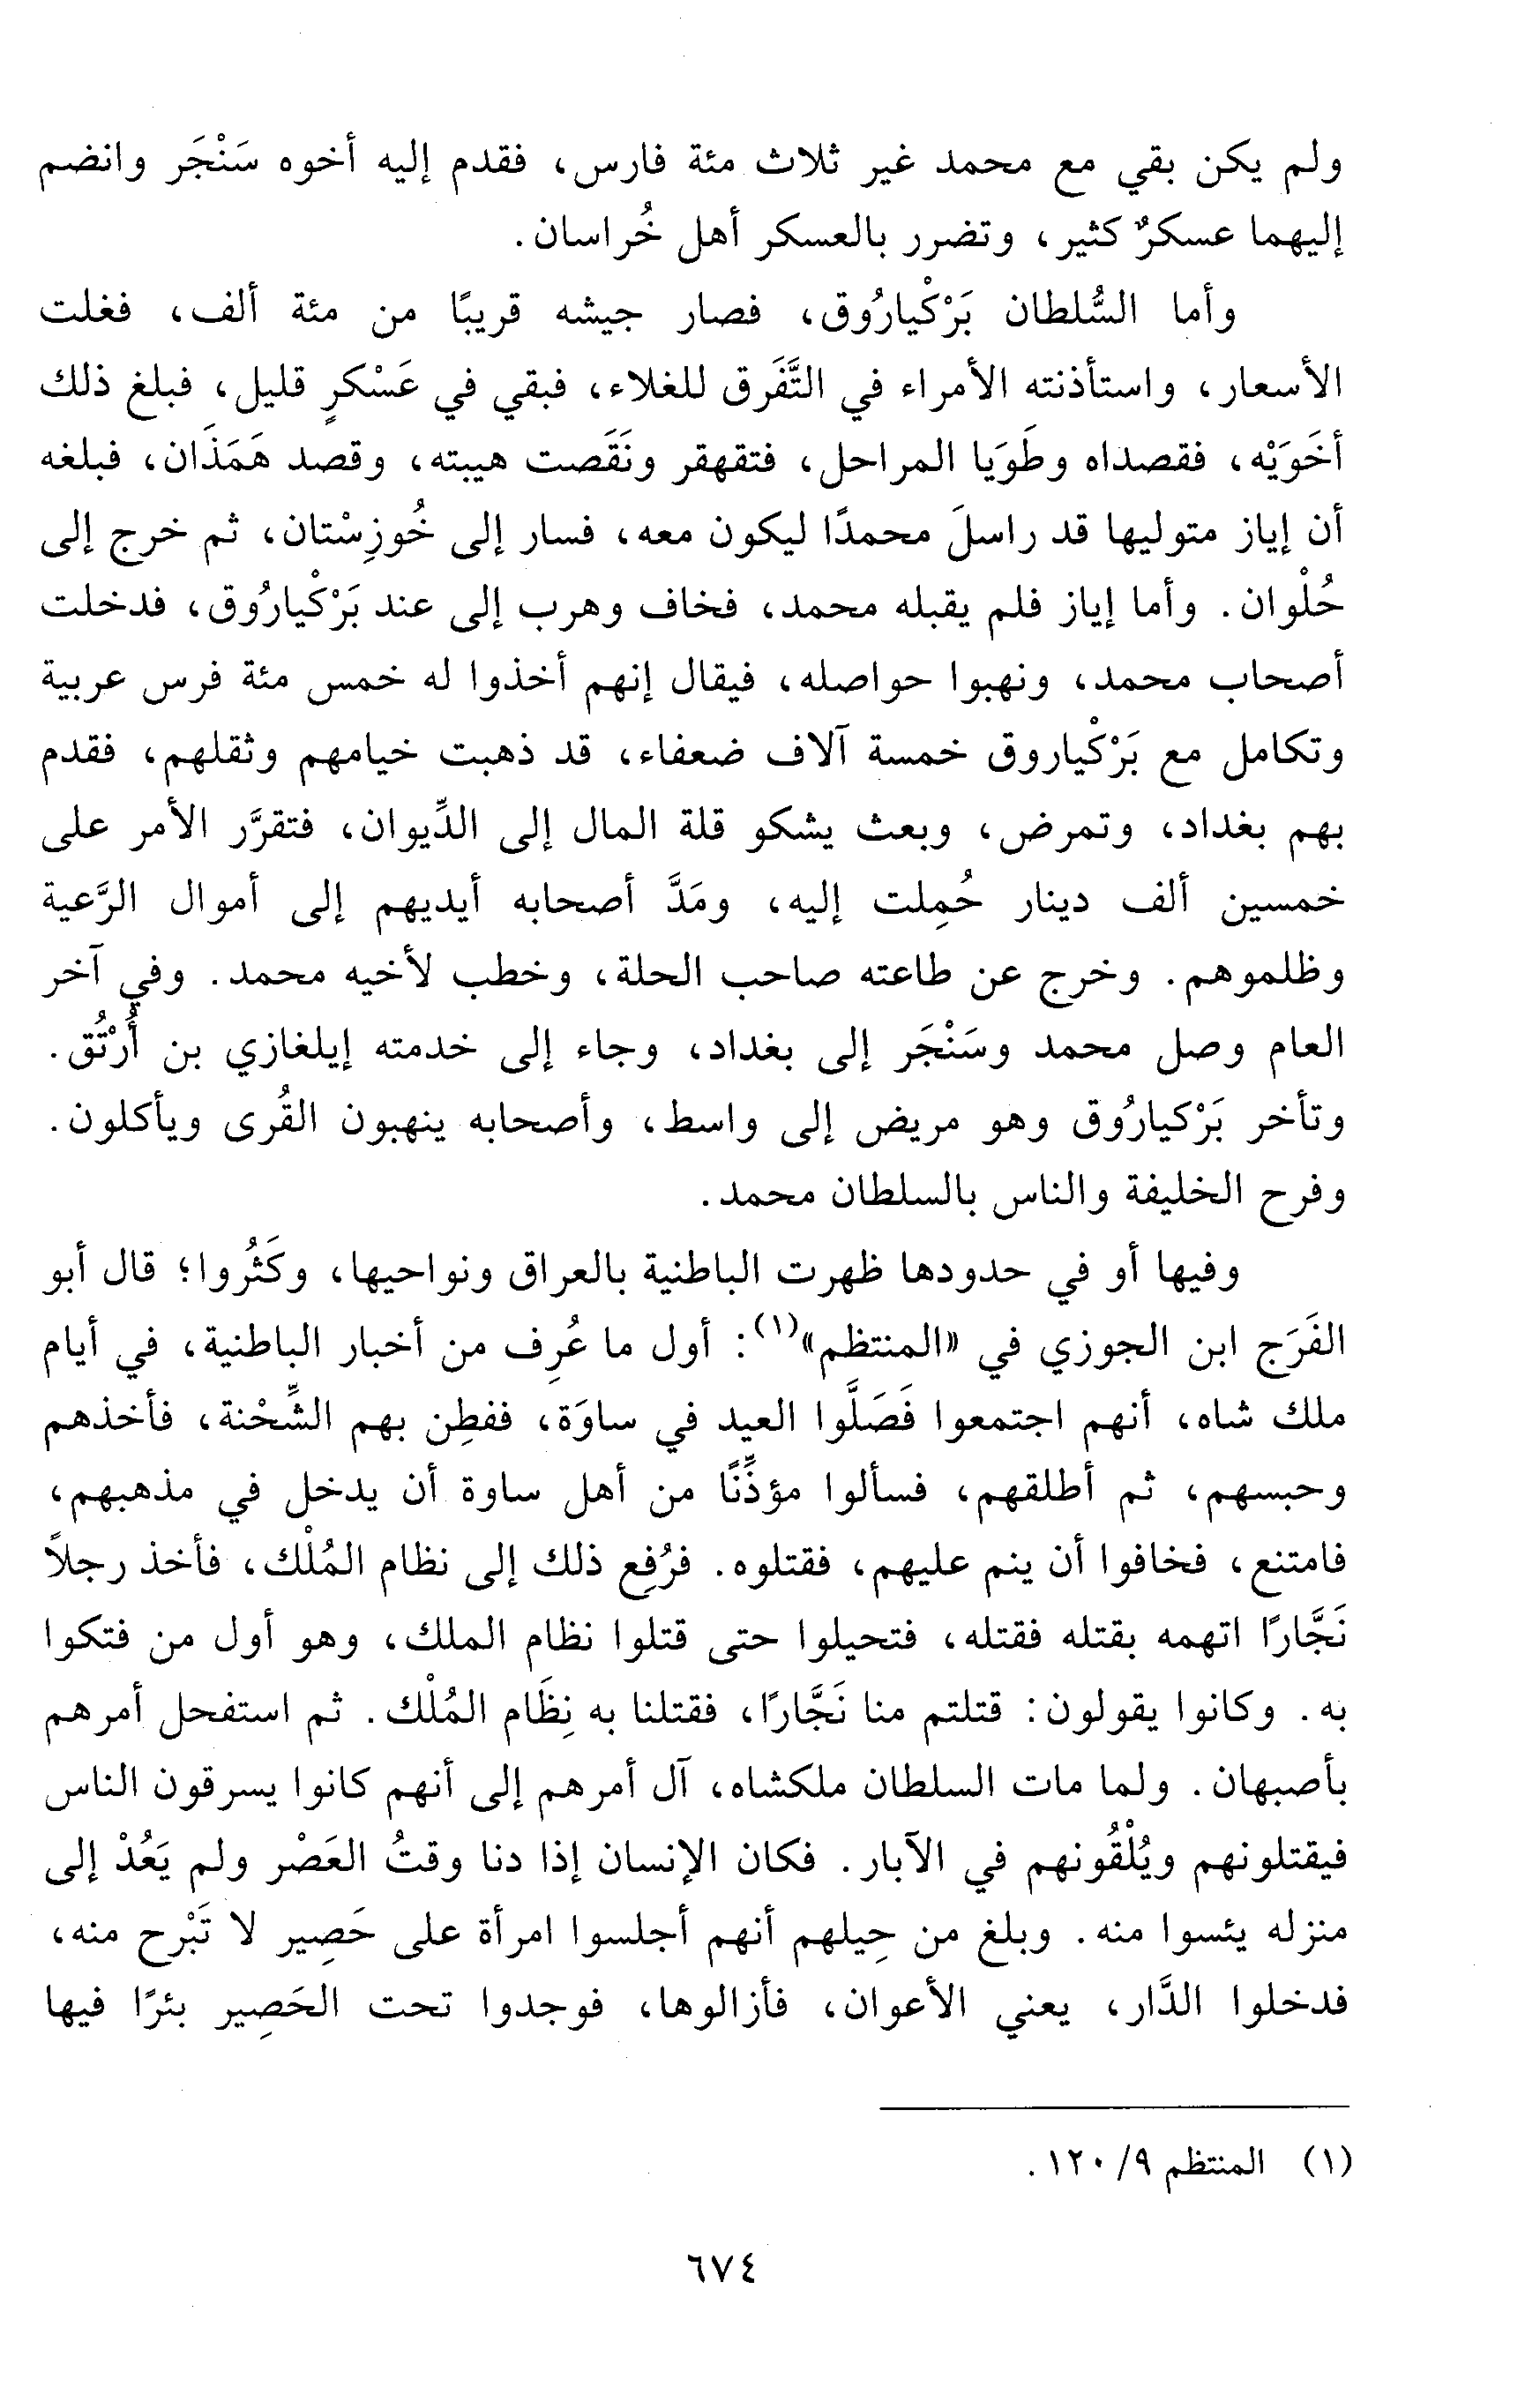 ولم يكن بقي مع محمد غير ثلاث مئة فارس، فقدم إليه أخوه سَنْجَر وانضم
إليهما عسكرٌ كثير، وتضرر بالعسكر أهل خُراسان.
وأما السُّلطان بَرْكْيارُوق، فصار جيشه قريبًا من مئة ألف، فغلت
الأسعار، واستأذنته الأمراء في التَّفَرق للغلاء، فبقي في عَسْكرٍ قليل، فبلغ ذلك
أخَوَيْه، فقصداه وطَوَيا المراحل، فتقهقر ونَقَصت هيبته، وقصد هَمَذَان، فبلغه
أن إياز متوليها قد راسلَ محمدًا ليكون معه، فسار إلى خُوزِسْتان، ثم خرج إلى
حُلْوان. وأما إياز فلم يقبله محمد، فخاف وهرب إلى عند بَرْكْيارُوق، فدخلت
أصحاب محمد، ونهبوا حواصله، فيقال إنهم أخذوا له خمس مئة فرس عربية
وتكامل مع بَرْكْياروق خمسة آلاف ضعفاء، قد ذهبت خيامهم وثقلهم، فقدم
بهم بغداد، وتمرض، وبعث يشكو قلة المال إلى الدِّيوان، فتقرَّر الأمر على
خمسين ألف دينار حُمِلت إليه، ومَدَّ أصحابه أيديهم إلى أموال الرَّعية
وظلموهم. وخرج عن طاعته صاحب الحلة، وخطب لأخيه محمد. وفي آخر
العام وصل محمد وسَنْجَر إلى بغداد، وجاء إلى خدمته إيلغازي بن أُرْتُق.
وتأخر بَرْكيارُوق وهو مريض إلى واسط، وأصحابه ينهبون القُرى ويأكلون.
وفرح الخليفة والناس بالسلطان محمد.
وفيها أو في حدودها ظهرت الباطنية بالعراق ونواحيها، وكَثُروا؛ قال أبو
الفَرَج ابن الجوزي في «المنتظم»(١): أول ما عُرِف من أخبار الباطنية، في أيام
ملك شاه، أنهم اجتمعوا فَصَلَّوا العيد في ساوَة، ففطِن بهم الشِّحْنة، فأخذهم
وحبسهم، ثم أطلقهم، فسألوا مؤذِّنًا من أهل ساوة أن يدخل في مذهبهم،
فامتنع، فخافوا أن ينم عليهم، فقتلوه. فرُفِع ذلك إلى نظام المُلْك، فأخذ رجلاً
نَجَّارًا اتهمه بقتله فقتله، فتحيلوا حتى قتلوا نظام الملك، وهو أول من فتكوا
به. وكانوا يقولون: قتلتم منا نَجَّارًا، فقتلنا به نِظَام المُلْك. ثم استفحل أمرهم
بأصبهان. ولما مات السلطان ملكشاه، آل أمرهم إلى أنهم كانوا يسرقون الناس
فيقتلونهم ويُلْقُونهم في الآبار. فكان الإنسان إذا دنا وقتُ العَصْر ولم يَعُدْ إلى
منزله يئسوا منه. وبلغ من حِيلهم أنهم أجلسوا امرأة على حَصِير لا تَبْرح منه،
فدخلوا الدَّار، يعني الأعوان، فأزالوها، فوجدوا تحت الحَصِير بئرًا فيها
(١) المنتظم ٩/ ١٢٠.
٦٧٤